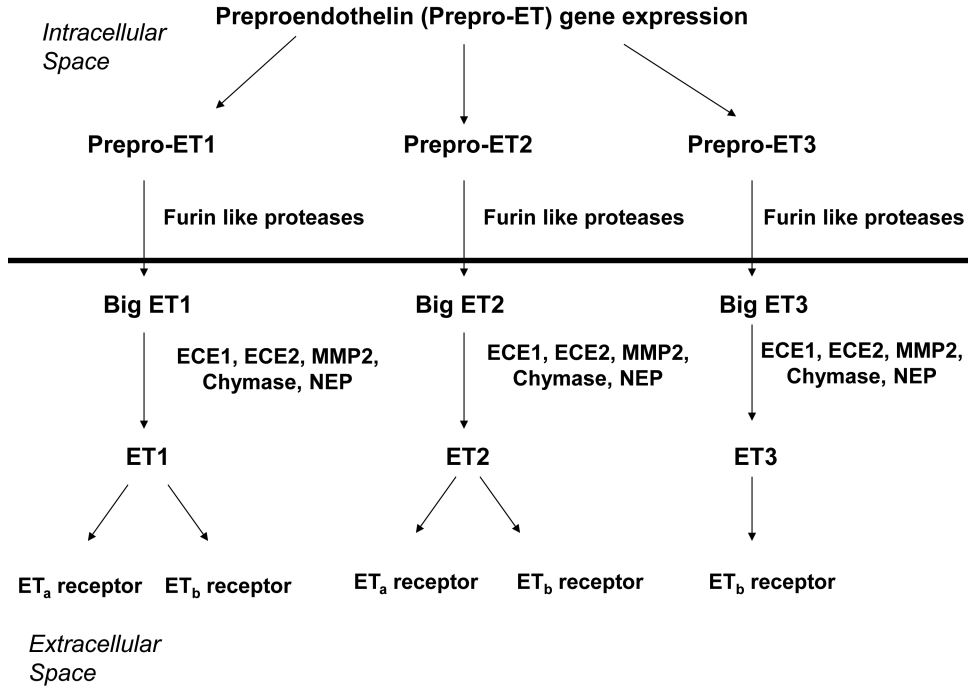 Preproendothelin (Prepro-ET) gene expression
Intracellular
Space
Prepro-ET1
Prepro-ET2
Prepro-ET3
Furin like proteases
Furin like proteases
Furin like proteases
Big ET1
Big ET2
Big ET3
ECE1, ECE2, MMP2,
Chymase, NEP
ECE1, ECE2, MMP2,
Chymase, NEP
ECE1, ECE2, MMP2,
Chymase, NEP
ET1
ET2
ET3
ETa receptor
ETb receptor
ETa receptor
ETb receptor
ETb receptor
Extracellular
Space